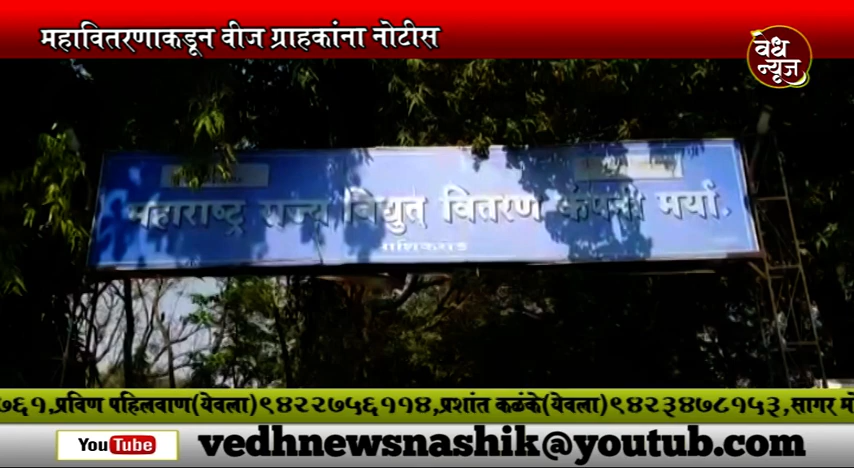 महावितरणाकडून वीज ग्राहकांना नोटीस
वेध
न्यूज
महाराष्ट्र राज्य विद्युत् वितरण कंपनी मर्या.
नाशिकरोड
७६१,प्रविण पहिलवाण(येवला)९४२२७५६११४,प्रशांत कळंके(येवला)९४२३४७८१५३,सागर मो
YouTube vedhnewsnashik@youtub.com